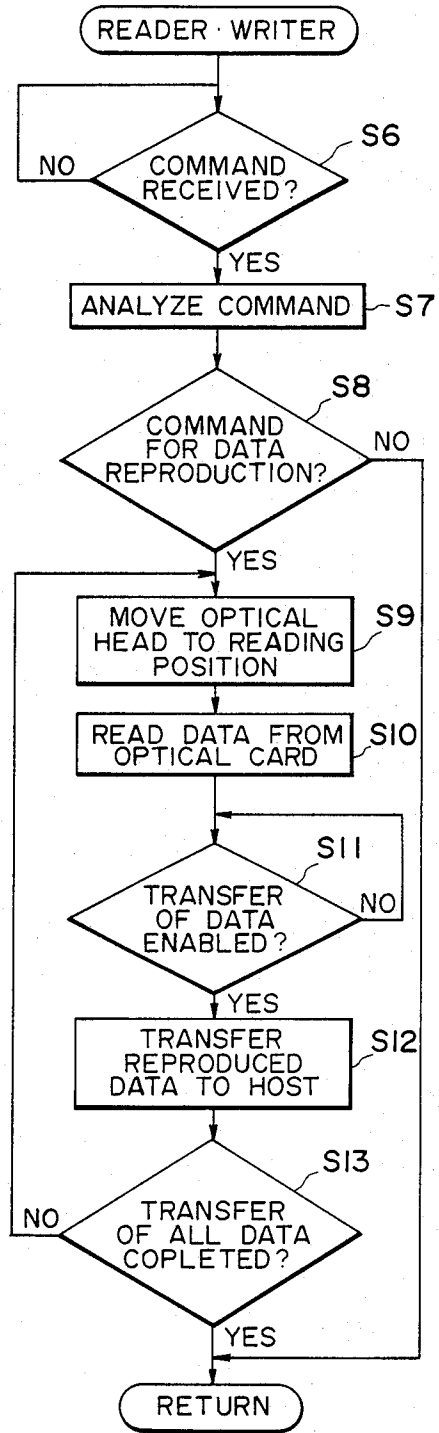 READER · WRITER
S6
NO
COMMAND
RECEIVED?
YES
ANALYZE COMMAND
S7
S8
COMMAND
FOR DATA
REPRODUCTION?
NO
YES
MOVE OPTICAL
HEAD TO READING
POSITION
S9
READ DATA FROM
OPTICAL CARD
S10
S11
TRANSFER
OF DATA
ENABLED?
NO
YES
TRANSFER
REPRODUCED
DATA TO HOST
S12
S13
NO
TRANSFER
OF ALL DATA
COPLETED?
YES
RETURN